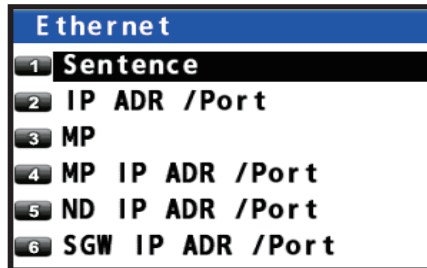 Ethernet
1 Sentence
2 IP ADR /Port
3 MP
4 MP IP ADR /Port
5 ND IP ADR /Port
6 SGW IP ADR /Port